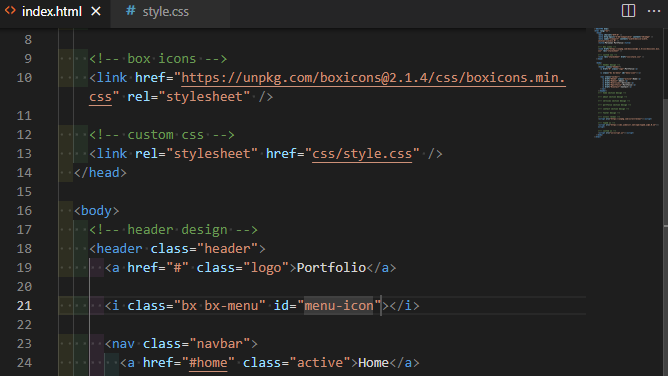 index.html style.css
8
9 <!-- box icons -->
10 <link href="https://unpkg.com/boxicons@2.1.4/css/boxicons.min.
css" rel="stylesheet" />
11
12 <!-- custom css -->
13 <link rel="stylesheet" href="css/style.css" />
14 </head>
15
16 <body>
17 <!-- header design -->
18 <header class="header">
19 <a href="#" class="logo">Portfolio</a>
20
21 <i class="bx bx-menu" id="menu-icon"></i>
22
23 <nav class="navbar">
24 <a href="#home" class="active">Home</a>